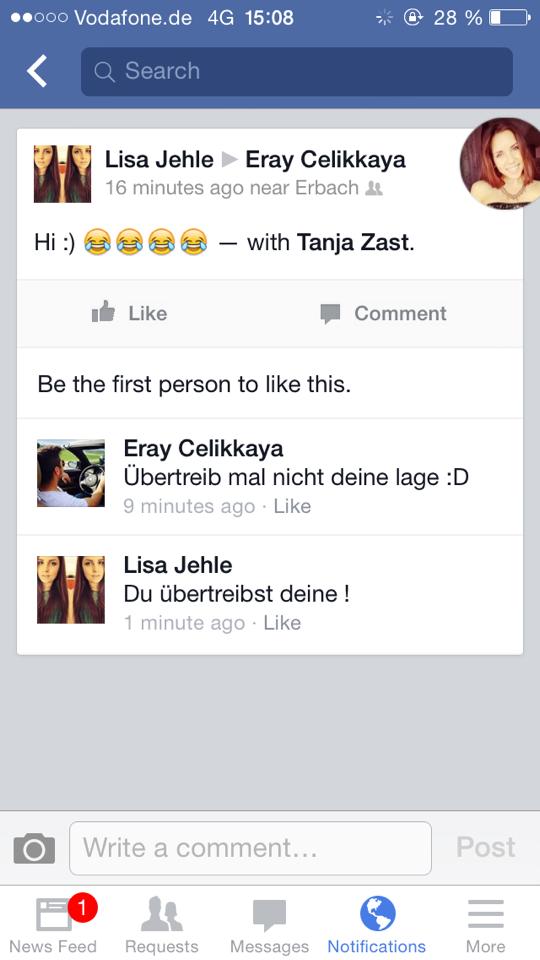 Vodafone.de 4G 15:08 28 %
Search
Lisa Jehle ▶ Eray Celikkaya
16 minutes ago near Erbach
Hi :) 😂😂😂😂 — with Tanja Zast.
Like Comment
Be the first person to like this.
Eray Celikkaya
Übertreib mal nicht deine lage :D
9 minutes ago · Like
Lisa Jehle
Du übertreibst deine !
1 minute ago · Like
Write a comment... Post
1
News Feed Requests Messages Notifications More